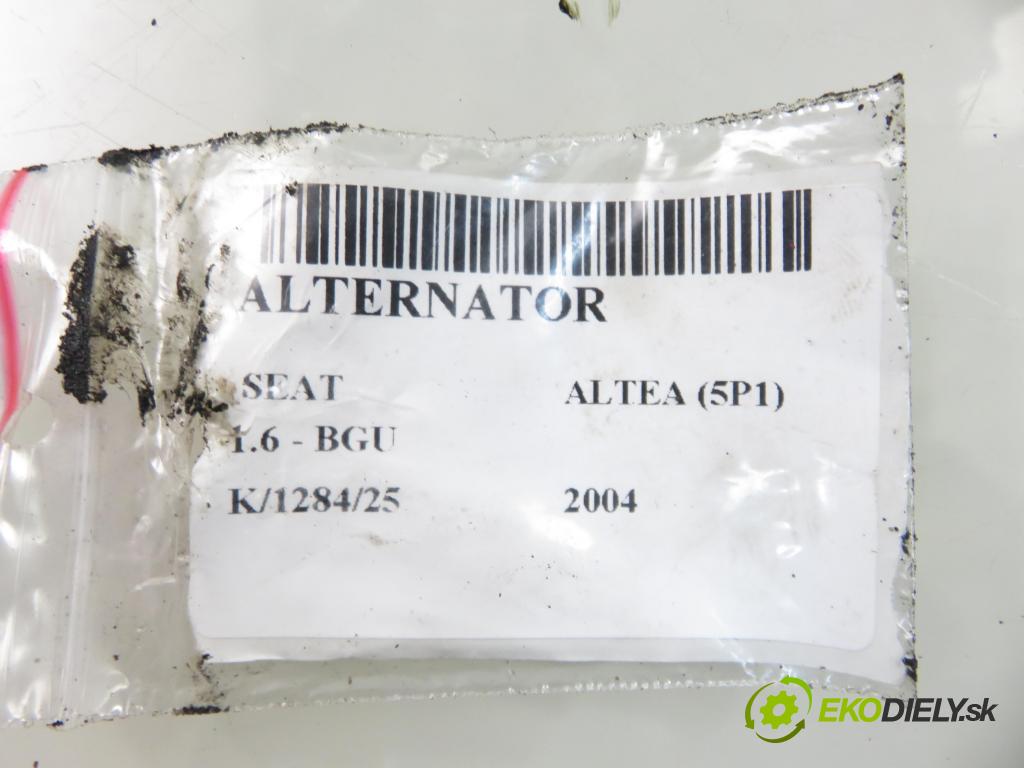 ALTERNATOR
SEAT ALTEA (5P1)
1.6 - BGU
K/1284/25 2004
EKODIELY.sk